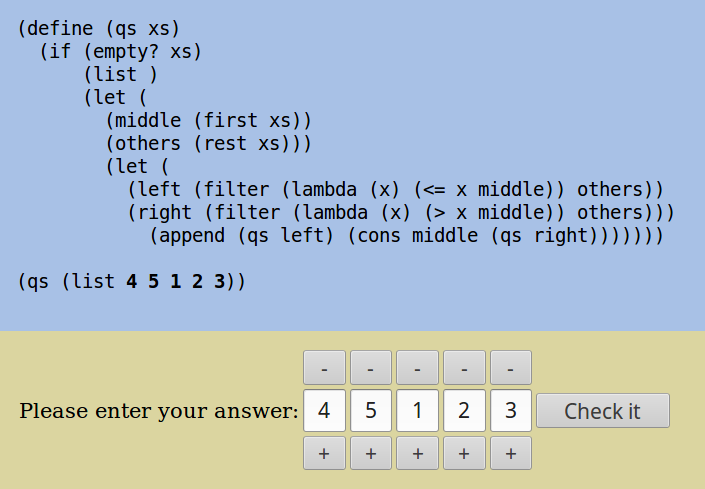 (define (qs xs)
  (if (empty? xs)
      (list )
      (let (
        (middle (first xs))
        (others (rest xs)))
        (let (
          (left (filter (lambda (x) (<= x middle)) others))
          (right (filter (lambda (x) (> x middle)) others)))
            (append (qs left) (cons middle (qs right)))))))
(qs (list 4 5 1 2 3))
- - - - -
Please enter your answer: 4 5 1 2 3 Check it
+ + + + +